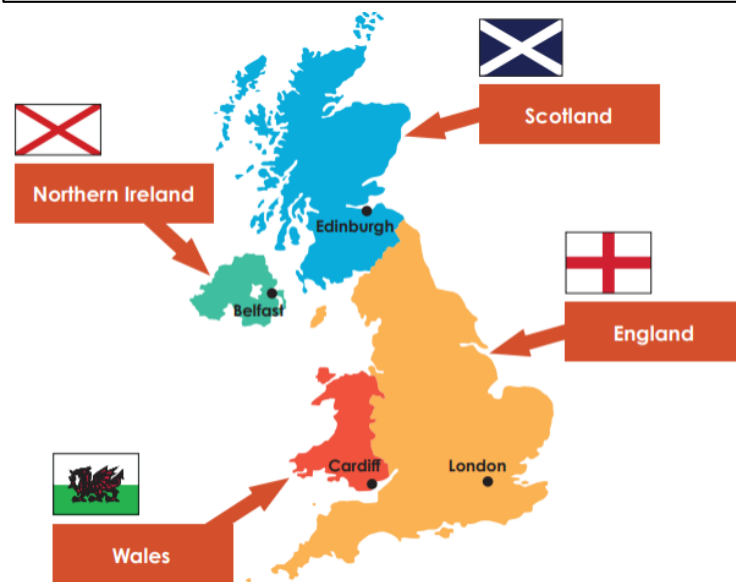 Scotland
Northern Ireland
Edinburgh
Belfast
England
Cardiff
London
Wales